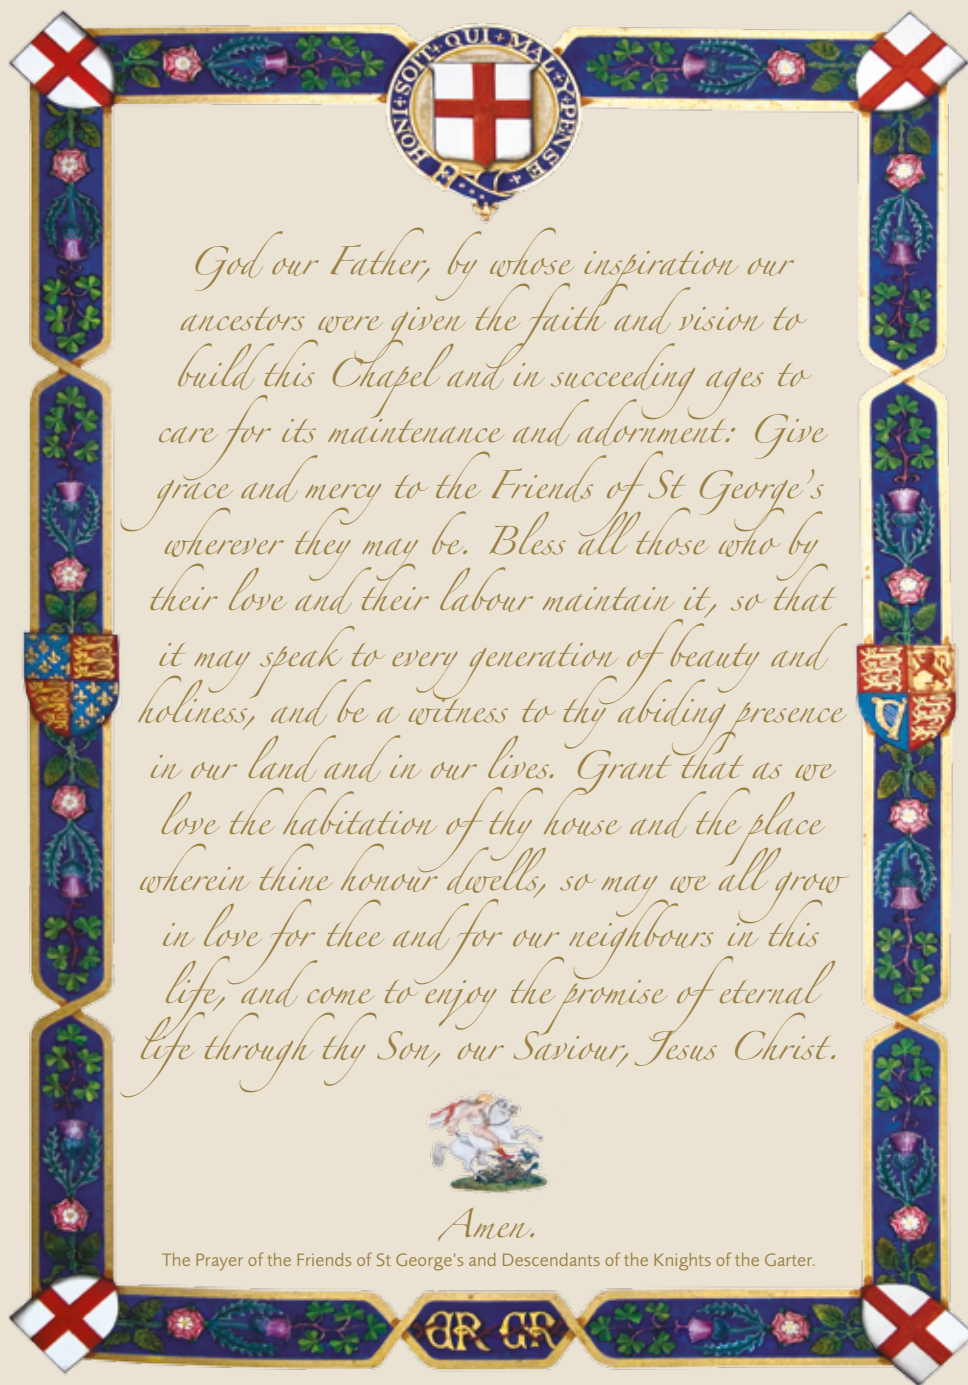 HONI · SOIT · QUI · MAL · Y · PENSE
God our Father, by whose inspiration our
ancestors were given the faith and vision to
build this Chapel and in succeeding ages to
care for its maintenance and adornment: Give
grace and mercy to the Friends of St George's
wherever they may be. Bless all those who by
their love and their labour maintain it, so that
it may speak to every generation of beauty and
holiness, and be a witness to thy abiding presence
in our land and in our lives. Grant that as we
love the habitation of thy house and the place
wherein thine honour dwells, so may we all grow
in love for thee and for our neighbours in this
life, and come to enjoy the promise of eternal
life through thy Son, our Saviour, Jesus Christ.
Amen.
The Prayer of the Friends of St George's and Descendants of the Knights of the Garter.